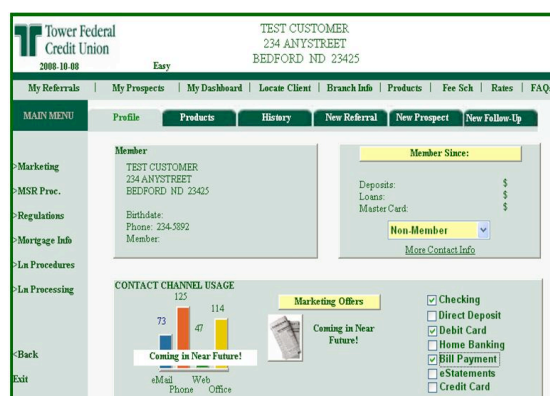 Tower Federal
Credit Union
2008-10-08
Easy
TEST CUSTOMER
234 ANYSTREET
BEDFORD ND 23425
My Referrals | My Prospects | My Dashboard | Locate Client | Branch Info | Products | Fee Sch | Rates | FAQs
MAIN MENU
Profile Products History New Referral New Prospect New Follow-Up
>Marketing
>MSR Proc.
>Regulations
>Mortgage Info
>Ln Procedures
>Ln Processing
<Back
Exit
Member
TEST CUSTOMER
234 ANYSTREET
BEDFORD ND 23425
Birthdate:
Phone: 234-5892
Member:
Member Since:
Deposits: $
Loans: $
Master Card: $
Non-Member
More Contact Info
CONTACT CHANNEL USAGE
125
114
73
47
Coming in Near Future!
eMail Web
Phone Office
Marketing Offers
Coming in Near
Future!
Checking
Direct Deposit
Debit Card
Home Banking
Bill Payment
eStatements
Credit Card